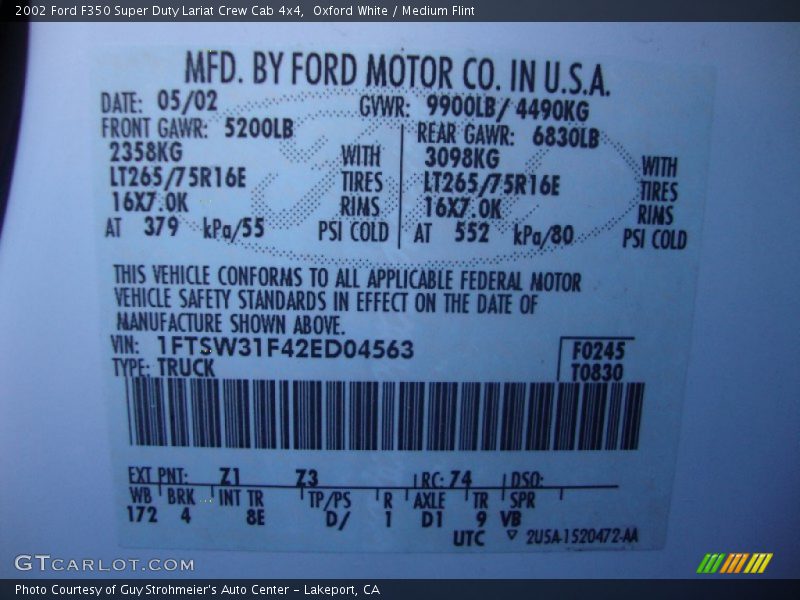 2002 Ford F350 Super Duty Lariat Crew Cab 4x4, Oxford White / Medium Flint
MFD. BY FORD MOTOR CO. IN U.S.A.
DATE: 05/02 GVWR: 9900LB/ 4490KG
FRONT GAWR: 5200LB REAR GAWR: 6830LB
2358KG WITH 3098KG WITH
LT265/75R16E TIRES LT265/75R16E TIRES
16X7.0K RIMS 16X7.0K RIMS
AT 379 kPa/55 PSI COLD AT 552 kPa/80 PSI COLD
THIS VEHICLE CONFORMS TO ALL APPLICABLE FEDERAL MOTOR
VEHICLE SAFETY STANDARDS IN EFFECT ON THE DATE OF
MANUFACTURE SHOWN ABOVE.
VIN: 1FTSW31F42ED04563 F0245
TYPE: TRUCK T0830
EXT PNT: Z1 Z3 RC: 74 DSO:
WB BRK INT TR TP/PS R AXLE TR SPR
172 4 8E D/ 1 D1 9 VB
UTC ▽ 2U5A-1520472-AA
GTCARLOT.COM
Photo Courtesy of Guy Strohmeier's Auto Center – Lakeport, CA